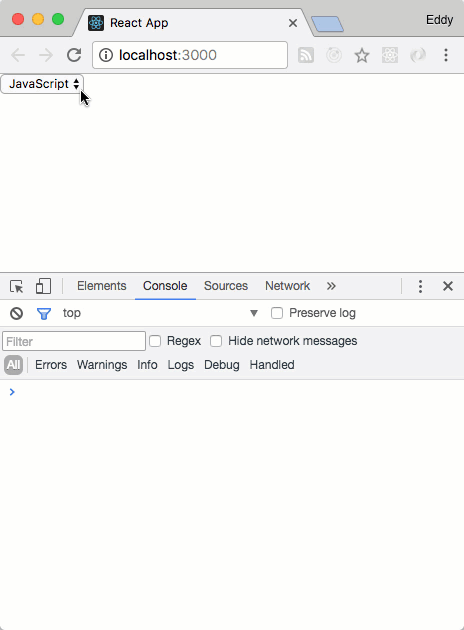 React App
Eddy
localhost:3000
JavaScript
Elements Console Sources Network
top Preserve log
Filter Regex Hide network messages
All Errors Warnings Info Logs Debug Handled